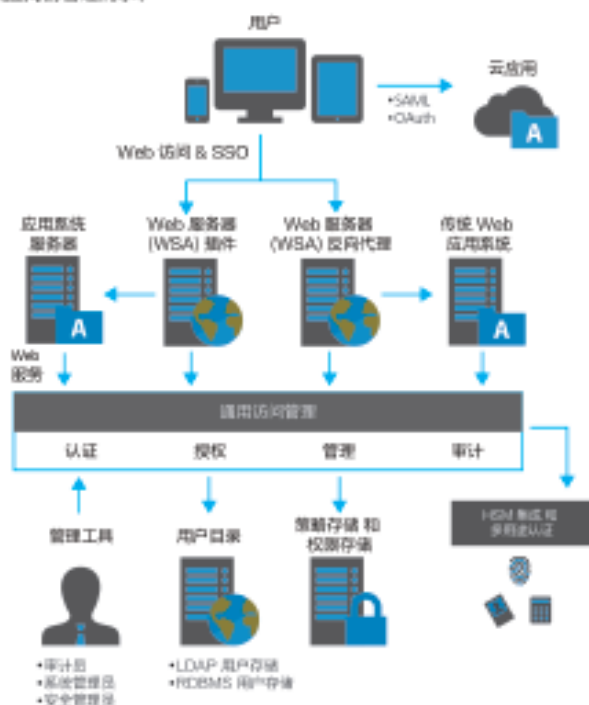 用户
云应用
•SAML
•OAuth
Web 访问 & SSO
应用系统
服务器
Web 服务器
(WSA) 插件
Web 服务器
(WSA) 反向代理
传统 Web
应用系统
A
A
A
Web
服务
通用访问管理
认证
授权
管理
审计
管理工具
用户目录
策略存储 和
权限存储
HSM 集成 和
多用途认证
•审计员
•系统管理员
•安全管理员
•LDAP 用户存储
•RDBMS 用户存储